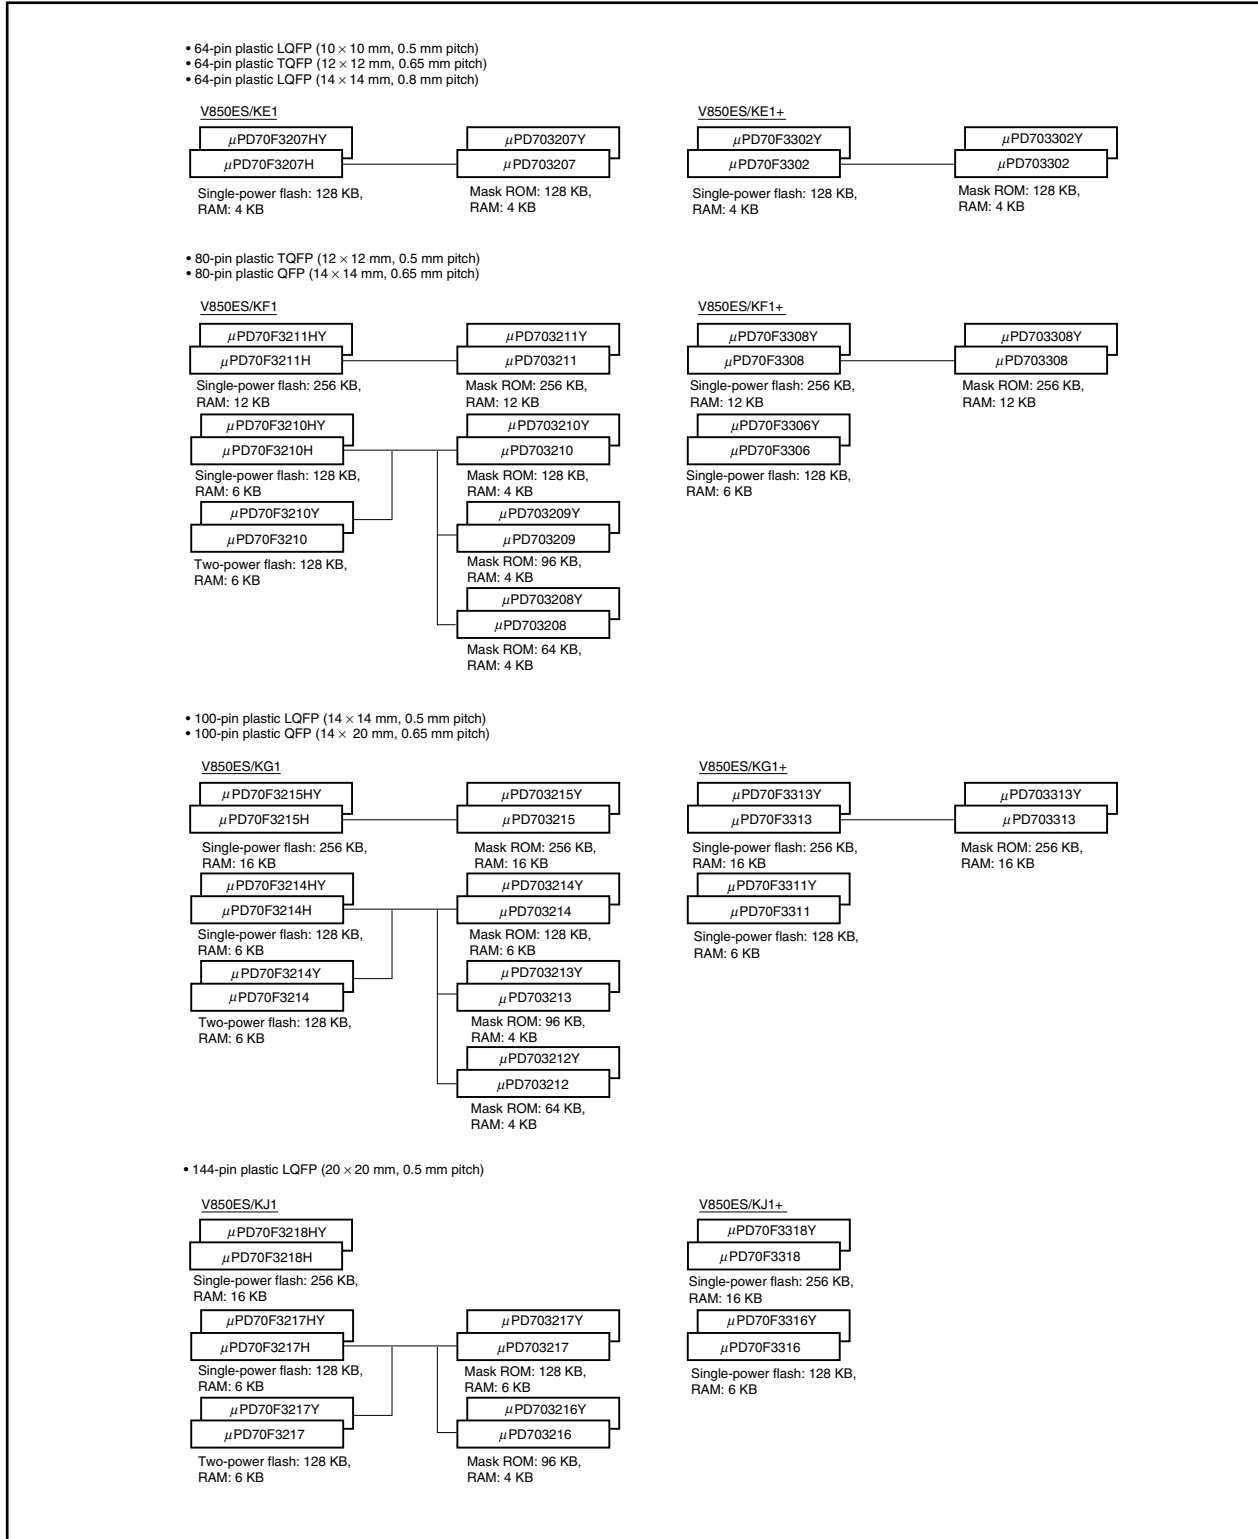 • 64-pin plastic LQFP (10 × 10 mm, 0.5 mm pitch)
• 64-pin plastic TQFP (12 × 12 mm, 0.65 mm pitch)
• 64-pin plastic LQFP (14 × 14 mm, 0.8 mm pitch)
V850ES/KE1
μPD70F3207HY
μPD70F3207H
Single-power flash: 128 KB,
RAM: 4 KB
μPD703207Y
μPD703207
Mask ROM: 128 KB,
RAM: 4 KB
V850ES/KE1+
μPD70F3302Y
μPD70F3302
Single-power flash: 128 KB,
RAM: 4 KB
μPD703302Y
μPD703302
Mask ROM: 128 KB,
RAM: 4 KB
• 80-pin plastic TQFP (12 × 12 mm, 0.5 mm pitch)
• 80-pin plastic QFP (14 × 14 mm, 0.65 mm pitch)
V850ES/KF1
μPD70F3211HY
μPD70F3211H
Single-power flash: 256 KB,
RAM: 12 KB
μPD703211Y
μPD703211
Mask ROM: 256 KB,
RAM: 12 KB
μPD70F3210HY
μPD70F3210H
Single-power flash: 128 KB,
RAM: 6 KB
μPD703210Y
μPD703210
Mask ROM: 128 KB,
RAM: 4 KB
μPD70F3210Y
μPD70F3210
Two-power flash: 128 KB,
RAM: 6 KB
μPD703209Y
μPD703209
Mask ROM: 96 KB,
RAM: 4 KB
μPD703208Y
μPD703208
Mask ROM: 64 KB,
RAM: 4 KB
V850ES/KF1+
μPD70F3308Y
μPD70F3308
Single-power flash: 256 KB,
RAM: 12 KB
μPD703308Y
μPD703308
Mask ROM: 256 KB,
RAM: 12 KB
μPD70F3306Y
μPD70F3306
Single-power flash: 128 KB,
RAM: 6 KB
• 100-pin plastic LQFP (14 × 14 mm, 0.5 mm pitch)
• 100-pin plastic QFP (14 × 20 mm, 0.65 mm pitch)
V850ES/KG1
μPD70F3215HY
μPD70F3215H
Single-power flash: 256 KB,
RAM: 16 KB
μPD703215Y
μPD703215
Mask ROM: 256 KB,
RAM: 16 KB
μPD70F3214HY
μPD70F3214H
Single-power flash: 128 KB,
RAM: 6 KB
μPD703214Y
μPD703214
Mask ROM: 128 KB,
RAM: 6 KB
μPD70F3214Y
μPD70F3214
Two-power flash: 128 KB,
RAM: 6 KB
μPD703213Y
μPD703213
Mask ROM: 96 KB,
RAM: 4 KB
μPD703212Y
μPD703212
Mask ROM: 64 KB,
RAM: 4 KB
V850ES/KG1+
μPD70F3313Y
μPD70F3313
Single-power flash: 256 KB,
RAM: 16 KB
μPD703313Y
μPD703313
Mask ROM: 256 KB,
RAM: 16 KB
μPD70F3311Y
μPD70F3311
Single-power flash: 128 KB,
RAM: 6 KB
• 144-pin plastic LQFP (20 × 20 mm, 0.5 mm pitch)
V850ES/KJ1
μPD70F3218HY
μPD70F3218H
Single-power flash: 256 KB,
RAM: 16 KB
μPD70F3217HY
μPD70F3217H
Single-power flash: 128 KB,
RAM: 6 KB
μPD703217Y
μPD703217
Mask ROM: 128 KB,
RAM: 6 KB
μPD70F3217Y
μPD70F3217
Two-power flash: 128 KB,
RAM: 6 KB
μPD703216Y
μPD703216
Mask ROM: 96 KB,
RAM: 4 KB
V850ES/KJ1+
μPD70F3318Y
μPD70F3318
Single-power flash: 256 KB,
RAM: 16 KB
μPD70F3316Y
μPD70F3316
Single-power flash: 128 KB,
RAM: 6 KB